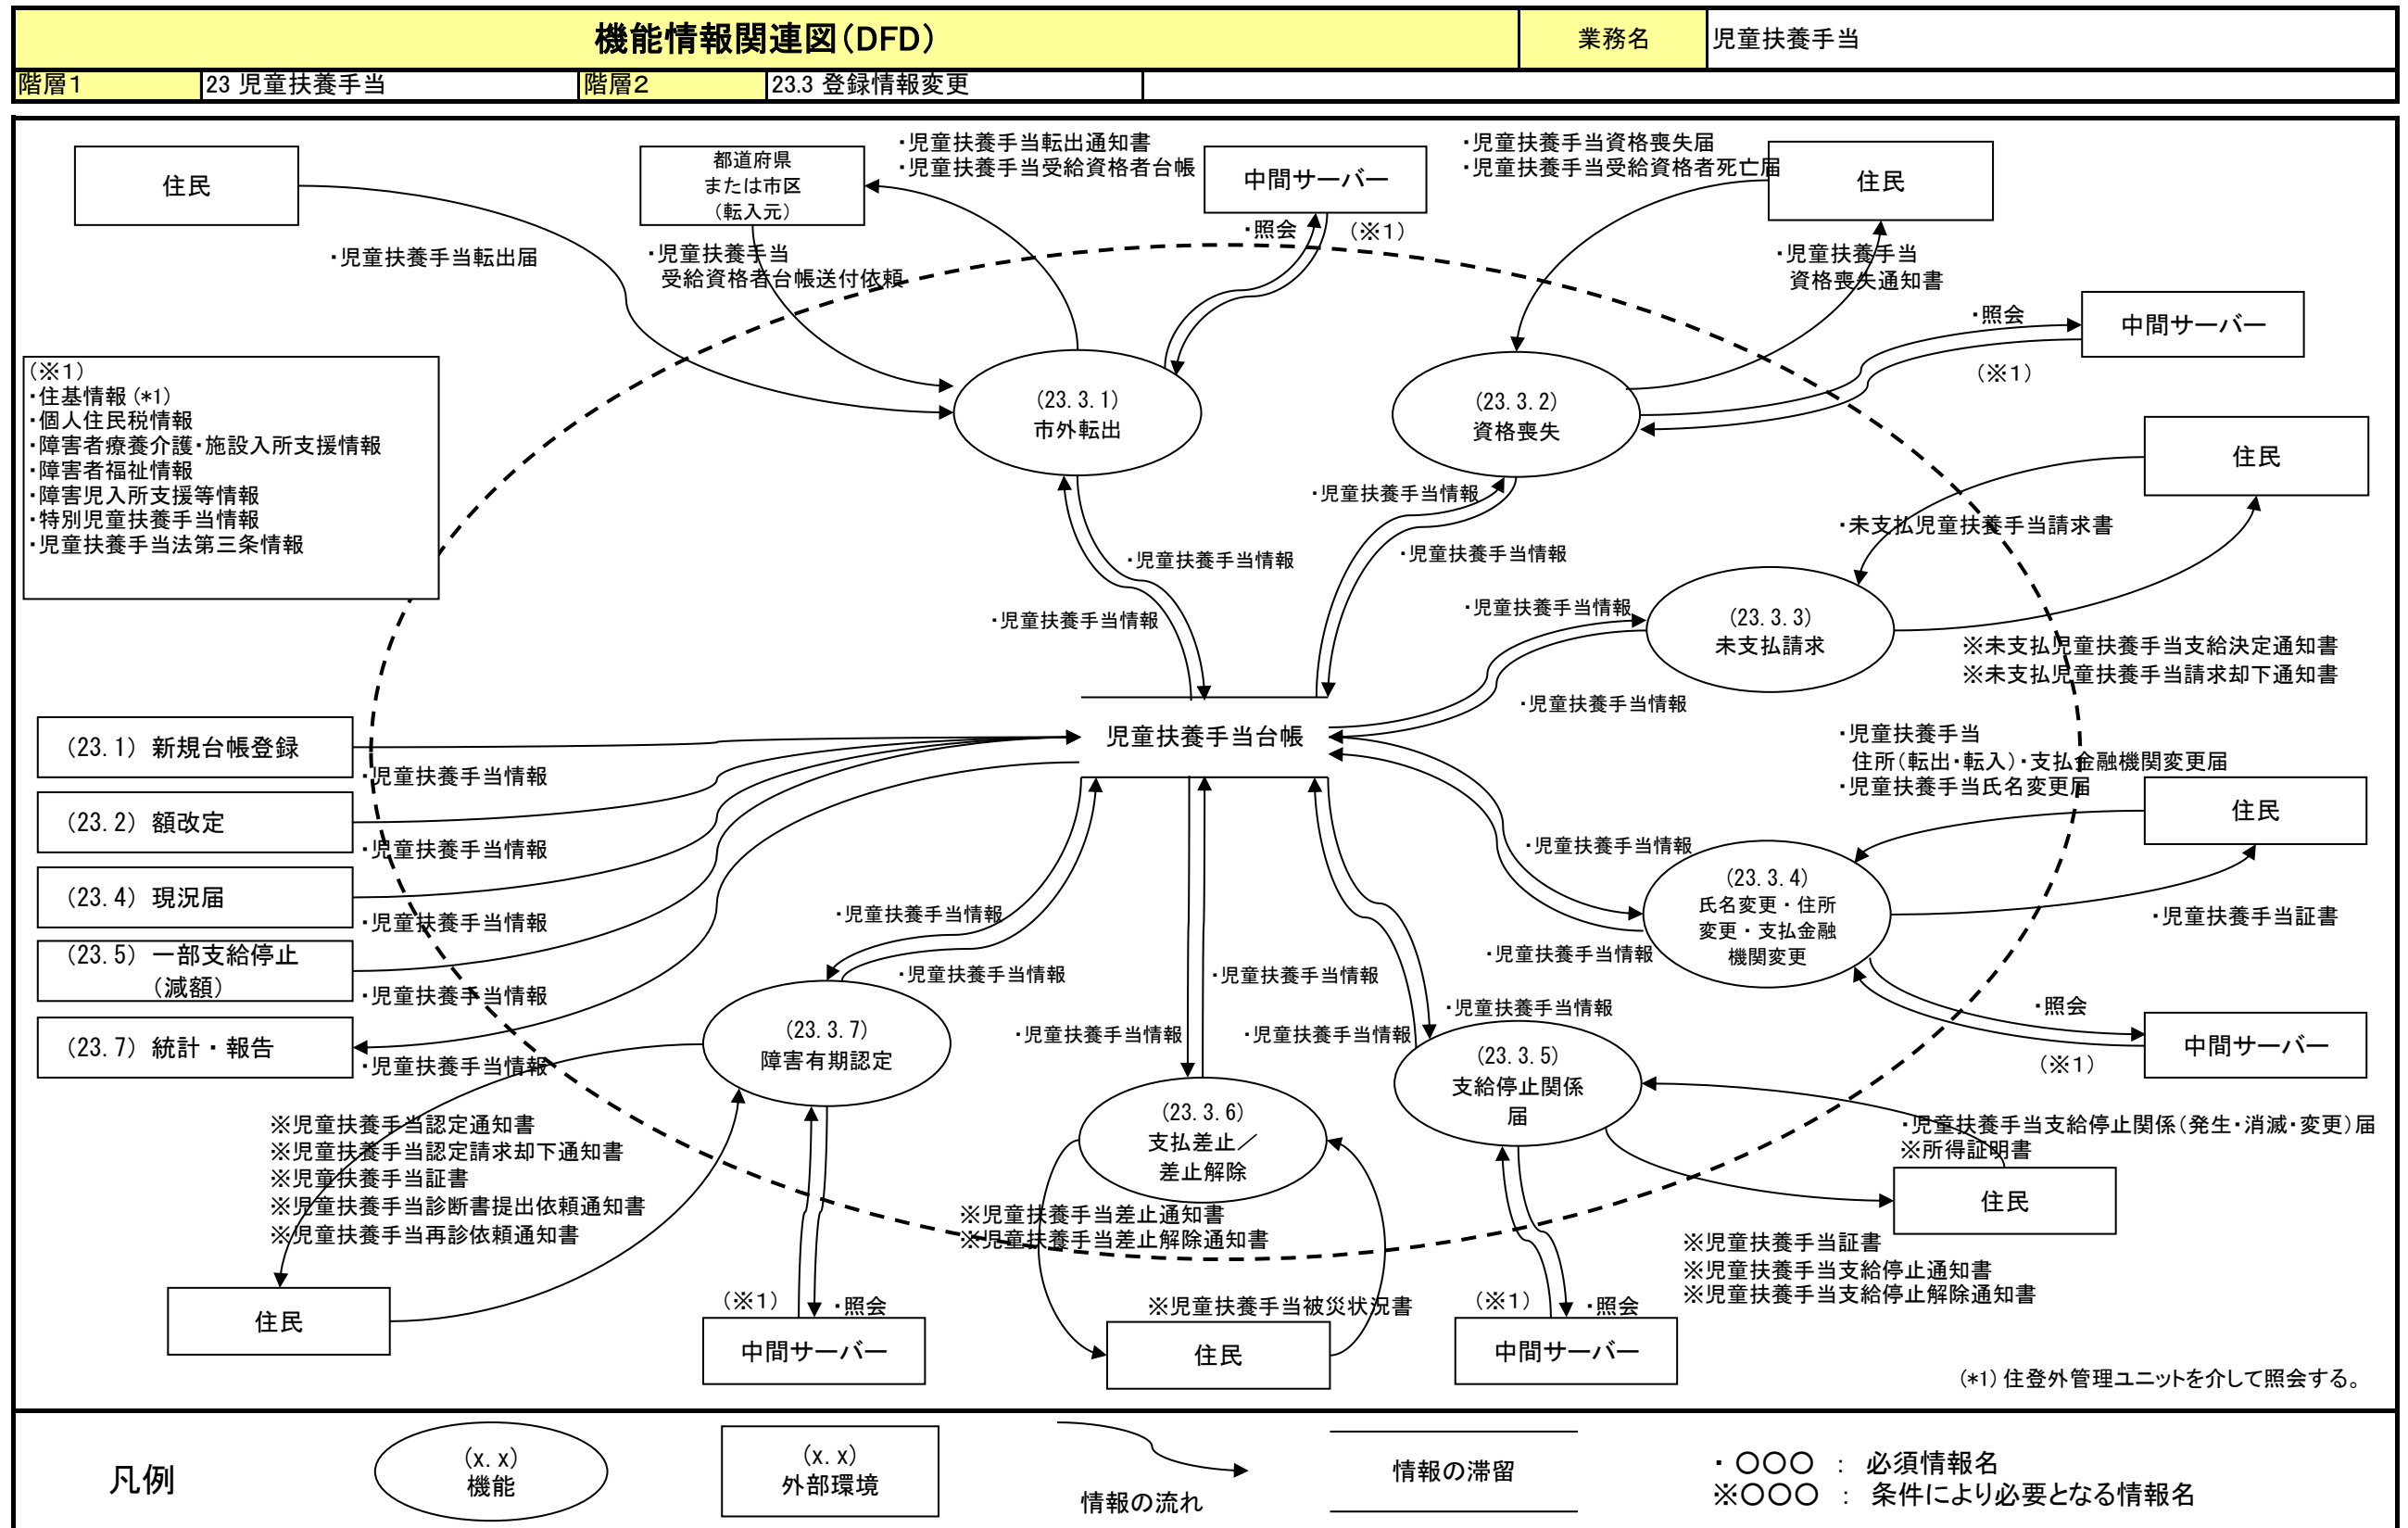 機能情報関連図(DFD)
業務名
児童扶養手当
階層1
23 児童扶養手当
階層2
23.3 登録情報変更
住民
・児童扶養手当転出届
都道府県
または市区
(転入元)
・児童扶養手当
受給資格者台帳送付依頼
・児童扶養手当転出通知書
・児童扶養手当受給資格者台帳
中間サーバー
・照会
(※1)
・児童扶養手当資格喪失届
・児童扶養手当受給資格者死亡届
住民
・児童扶養手当
資格喪失通知書
・照会
中間サーバー
(※1)
(※1)
・住基情報(*1)
・個人住民税情報
・障害者療養介護・施設入所支援情報
・障害者福祉情報
・障害児入所支援等情報
・特別児童扶養手当情報
・児童扶養手当法第三条情報
(23.3.1)
市外転出
(23.3.2)
資格喪失
住民
・未支払児童扶養手当請求書
・児童扶養手当情報
・児童扶養手当情報
・児童扶養手当情報
・児童扶養手当情報
・児童扶養手当情報
(23.3.3)
未支払請求
※未支払児童扶養手当支給決定通知書
※未支払児童扶養手当請求却下通知書
・児童扶養手当情報
児童扶養手当台帳
(23.1) 新規台帳登録
・児童扶養手当情報
(23.2) 額改定
・児童扶養手当情報
(23.4) 現況届
・児童扶養手当情報
(23.5) 一部支給停止
(減額)
・児童扶養手当情報
(23.7) 統計・報告
・児童扶養手当情報
・児童扶養手当
住所(転出・転入)・支払金融機関変更届
・児童扶養手当氏名変更届
住民
・児童扶養手当情報
(23.3.4)
氏名変更・住所
変更・支払金融
機関変更
・児童扶養手当証書
・児童扶養手当情報
・照会
中間サーバー
(※1)
・児童扶養手当情報
・児童扶養手当情報
・児童扶養手当情報
・児童扶養手当情報
・児童扶養手当情報
・児童扶養手当情報
(23.3.7)
障害有期認定
(23.3.6)
支払差止/
差止解除
(23.3.5)
支給停止関係
届
・児童扶養手当支給停止関係(発生・消滅・変更)届
※所得証明書
住民
※児童扶養手当認定通知書
※児童扶養手当認定請求却下通知書
※児童扶養手当証書
※児童扶養手当診断書提出依頼通知書
※児童扶養手当再診依頼通知書
※児童扶養手当差止通知書
※児童扶養手当差止解除通知書
※児童扶養手当証書
※児童扶養手当支給停止通知書
※児童扶養手当支給停止解除通知書
住民
(※1)
・照会
中間サーバー
※児童扶養手当被災状況書
住民
(※1)
・照会
中間サーバー
(*1)住登外管理ユニットを介して照会する。
凡例
(x.x)
機能
(x.x)
外部環境
情報の流れ
情報の滞留
・ ○○○ : 必須情報名
※○○○ : 条件により必要となる情報名